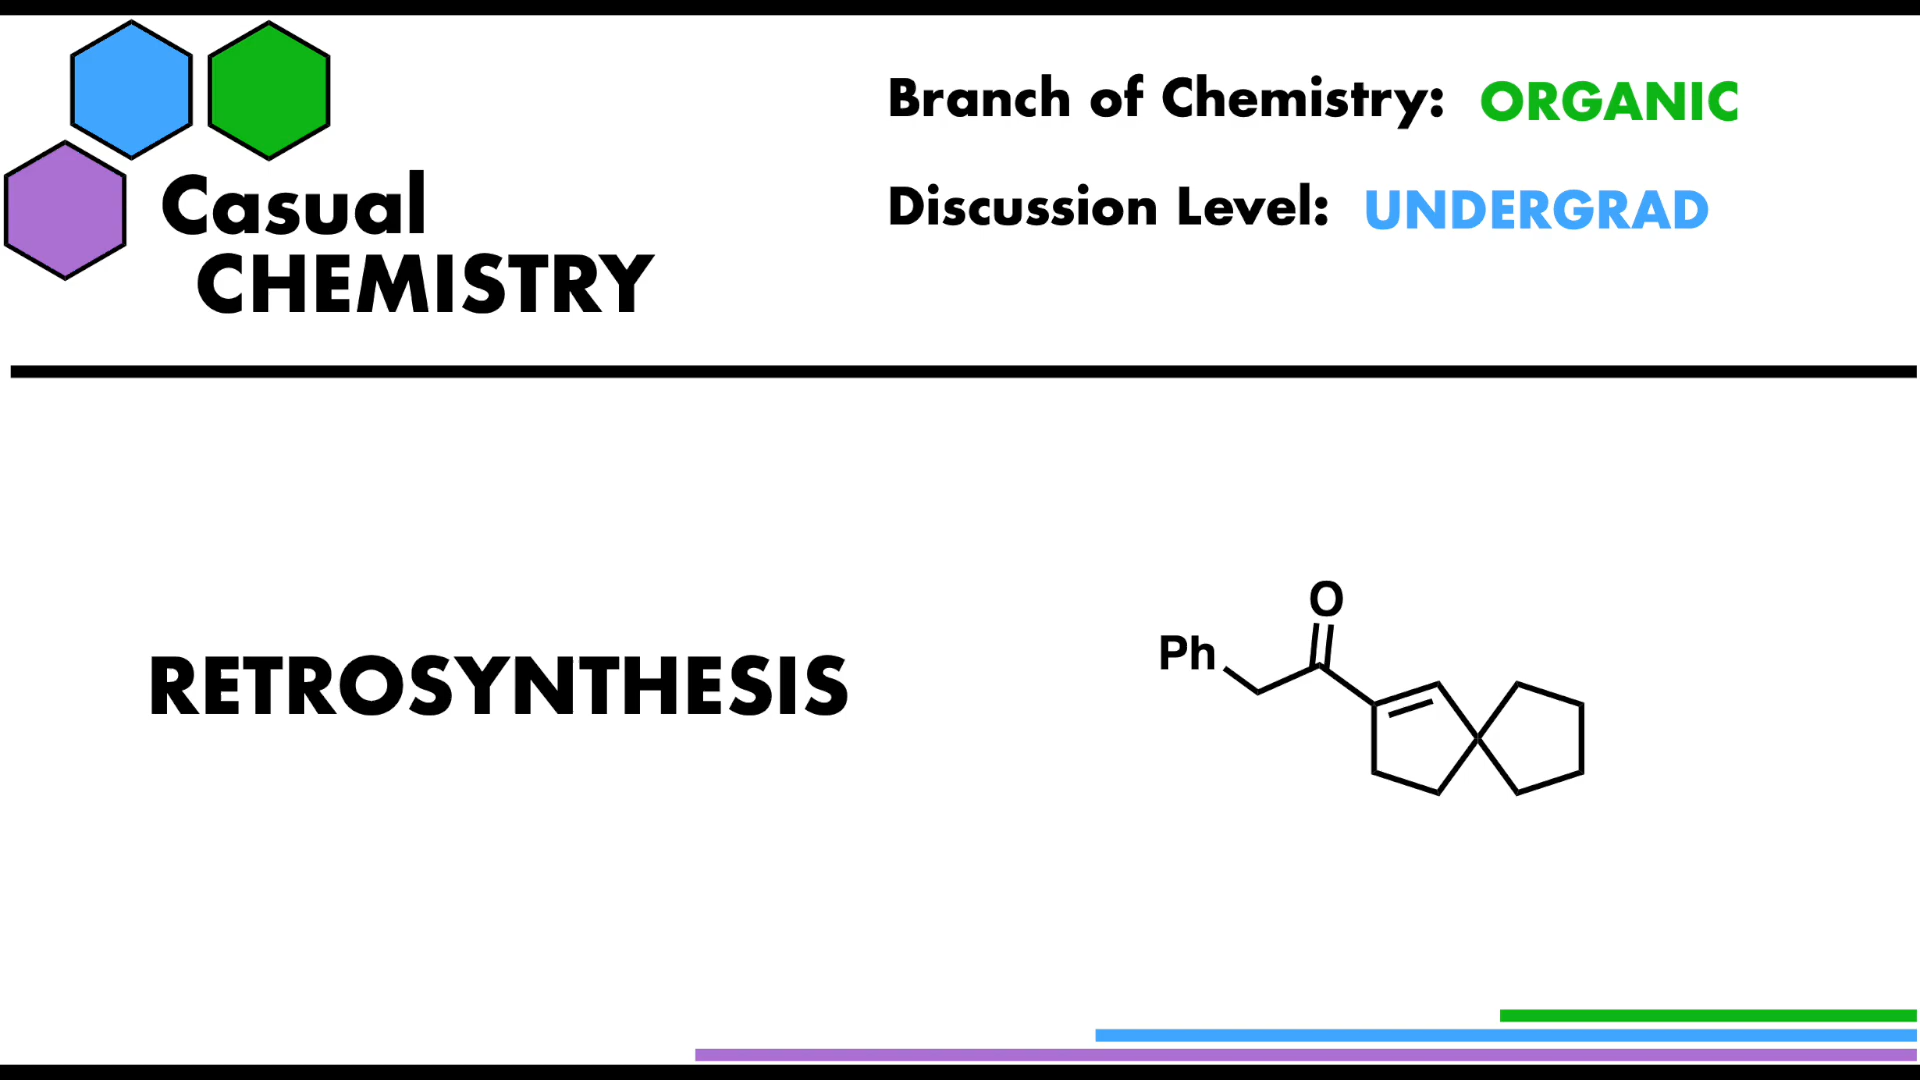 Casual
CHEMISTRY
Branch of Chemistry: ORGANIC
Discussion Level: UNDERGRAD
RETROSYNTHESIS
O
Ph